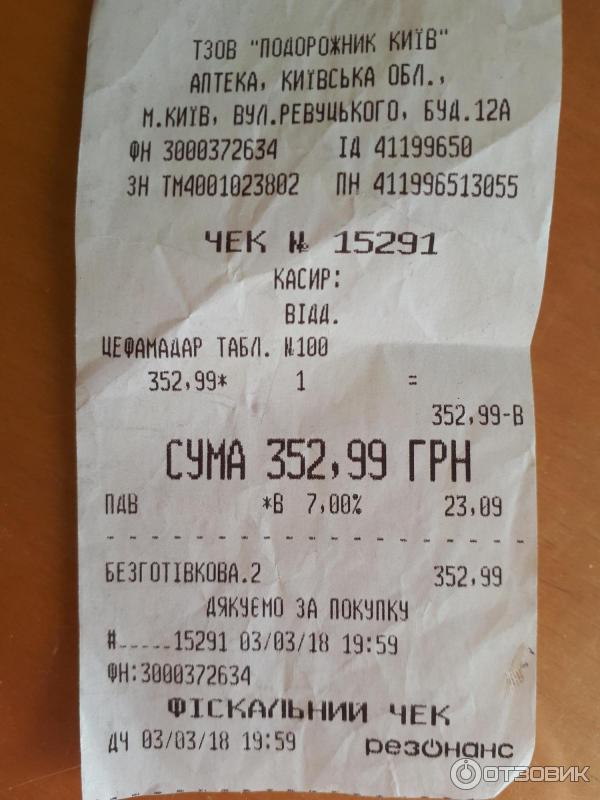 ТЗОВ "ПОДОРОЖНИК КИЇВ"
АПТЕКА, КИЇВСЬКА ОБЛ.,
М.КИЇВ, ВУЛ.РЕВУЦЬКОГО, БУД.12А
ФН 3000372634 ІД 41199650
ЗН ТМ4001023802 ПН 411996513055
ЧЕК № 15291
КАСИР:
ВІДД.
ЦЕФАМАДАР ТАБЛ. №100
352,99* 1 =
352,99-В
СУМА 352,99 ГРН
ПДВ *В 7,00% 23,09
БЕЗГОТІВКОВА.2 352,99
ДЯКУЄМО ЗА ПОКУПКУ
#.....15291 03/03/18 19:59
ФН:3000372634
ФІСКАЛЬНИЙ ЧЕК
ДЧ 03/03/18 19:59 резонанс
ОТЗОВИК